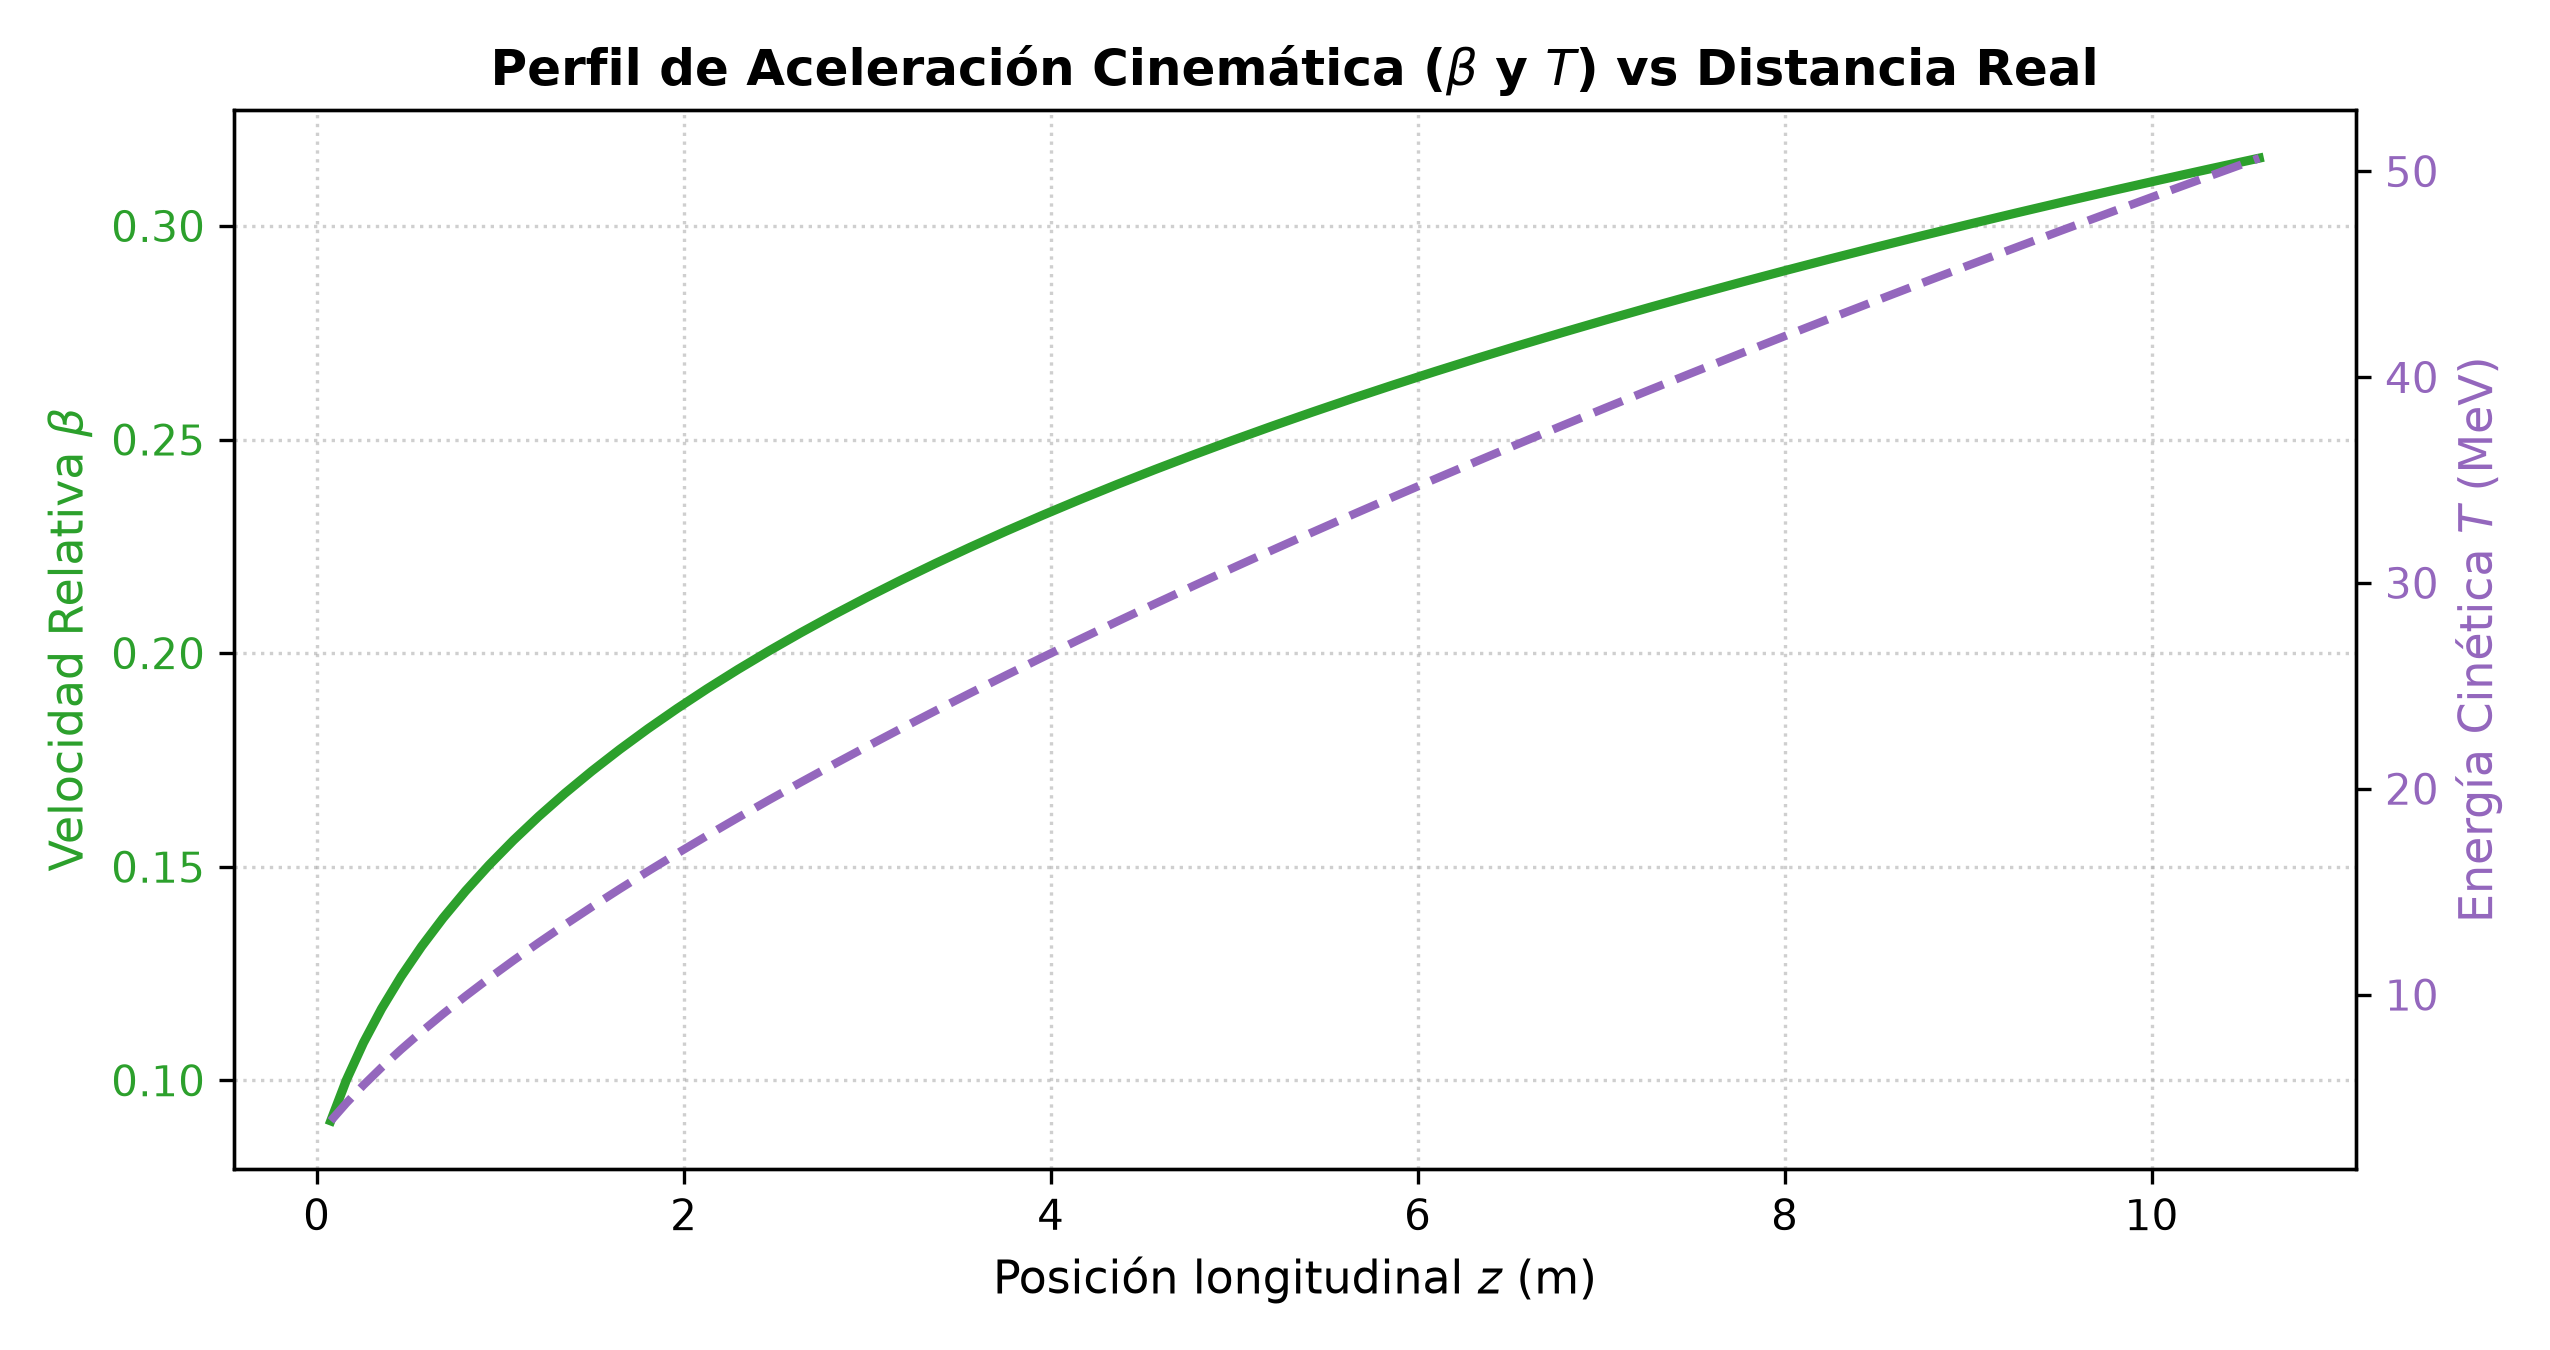 Perfil de Aceleración Cinemática (β y T) vs Distancia Real
Velocidad Relativa β
0.30
0.25
0.20
0.15
0.10
50
40
30
20
10
Energía Cinética T (MeV)
0 2 4 6 8 10
Posición longitudinal z (m)